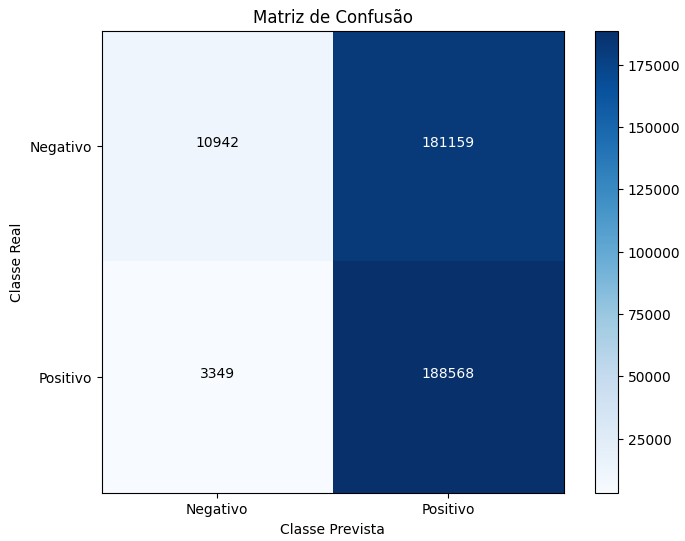 Matriz de Confusão
Classe Real
Negativo
10942
181159
Positivo
3349
188568
Negativo
Positivo
Classe Prevista
175000
150000
125000
100000
75000
50000
25000